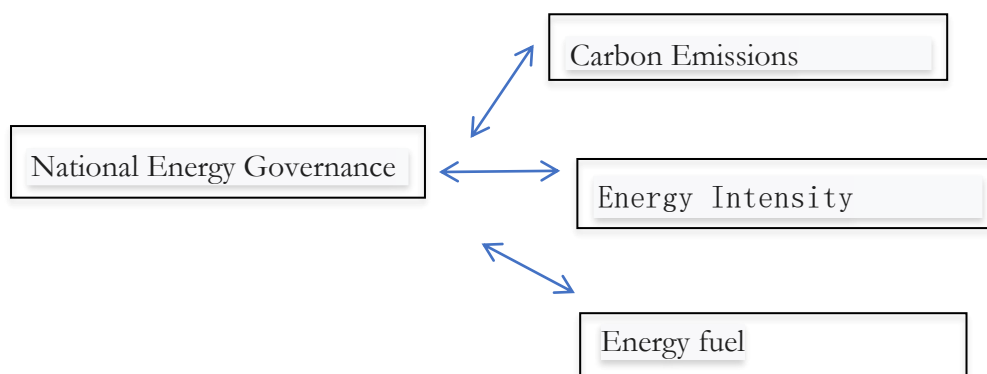 Carbon Emissions
National Energy Governance
Energy Intensity
Energy fuel